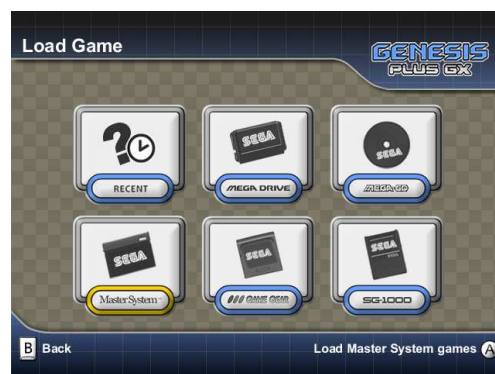 Load Game
GENESIS
PLUS GX
SEGA
SEGA
RECENT
MEGA DRIVE
MEGA-CD
SEGA
SEGA
SEGA
Master System
GAME GEAR
SG-1000
B Back
Load Master System games A